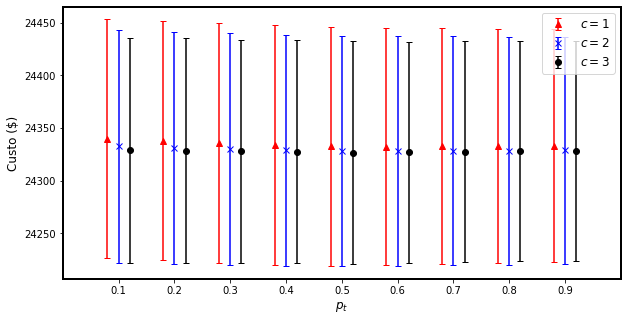 Custo ($)
24450
24400
24350
24300
24250
c = 1
c = 2
c = 3
0.1 0.2 0.3 0.4 0.5 0.6 0.7 0.8 0.9
p_t